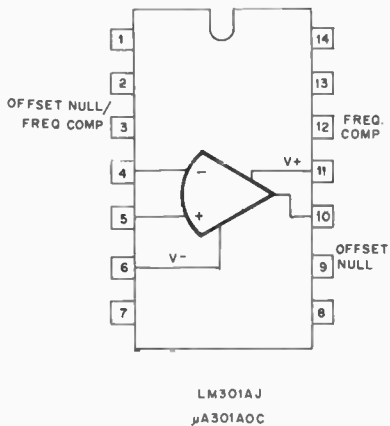 1 14
2 13
OFFSET NULL/
FREQ COMP
3 12 FREQ.
COMP
4 − V+ 11
5 + 10
6 V− 9 OFFSET
NULL
7 8
LM301AJ
μA301ADC